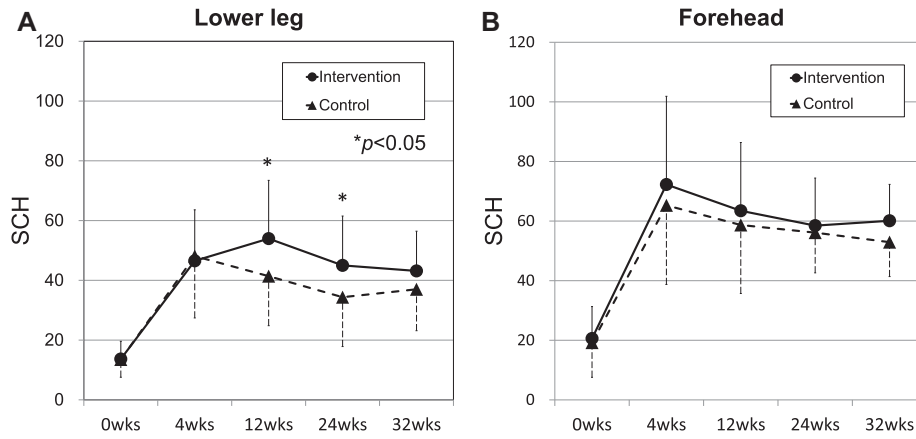 A Lower leg
120
100
80
60
40
20
0
SCH
Intervention
Control
*p<0.05
*
*
0wks 4wks 12wks 24wks 32wks
B Forehead
120
100
80
60
40
20
0
SCH
Intervention
Control
0wks 4wks 12wks 24wks 32wks